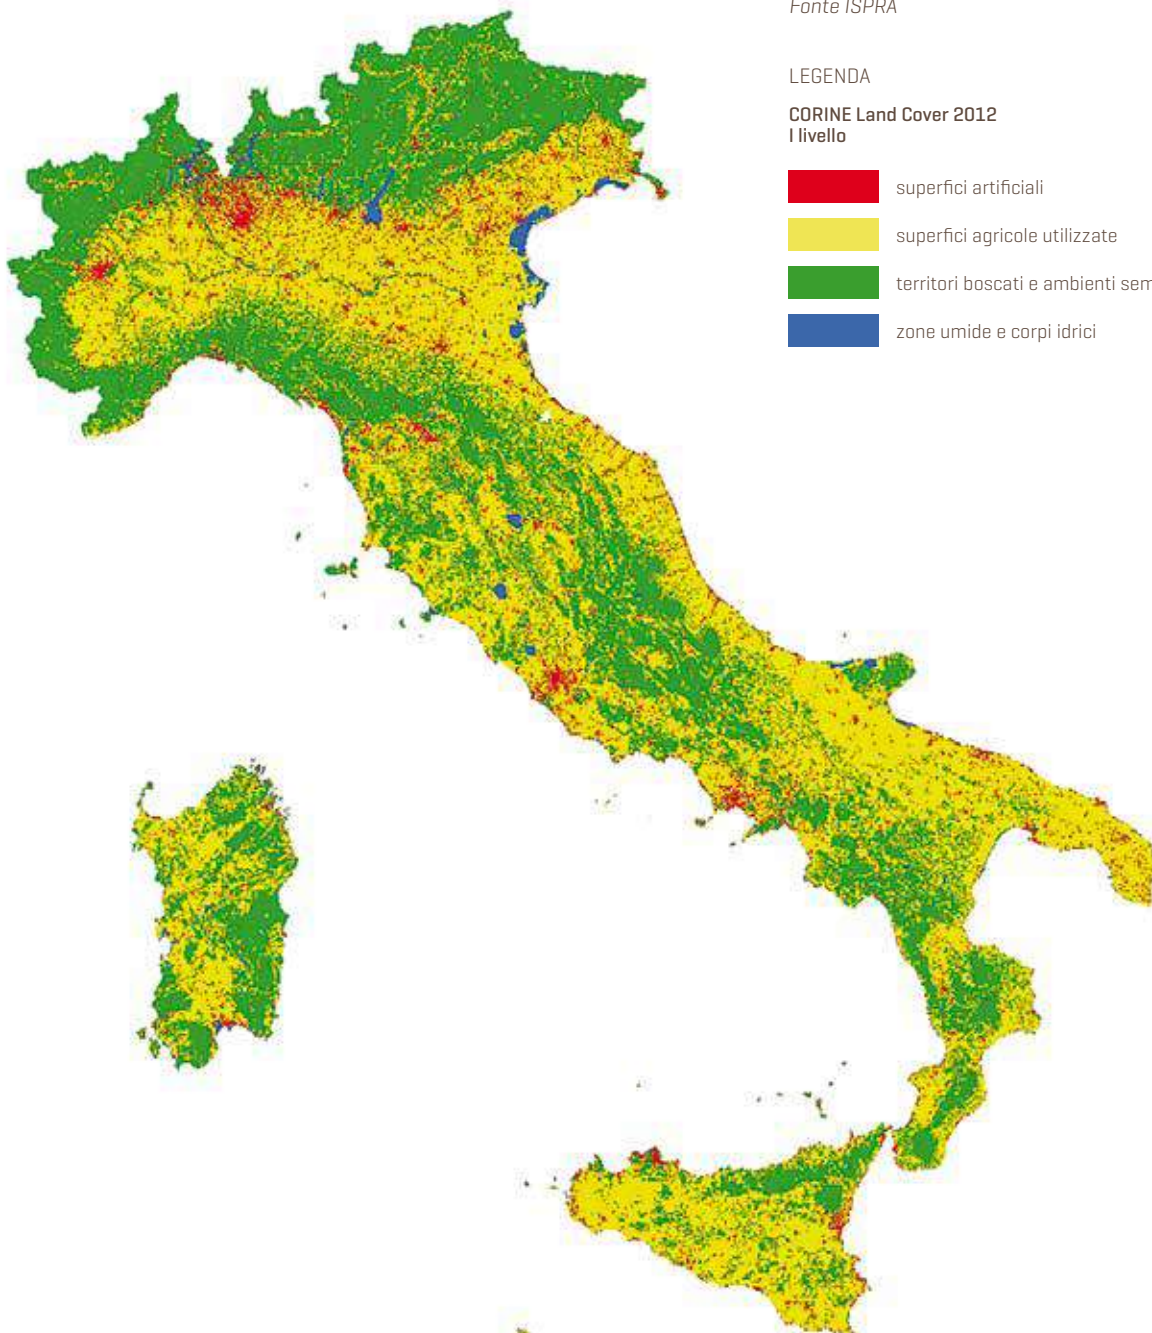 Fonte ISPRA
LEGENDA
CORINE Land Cover 2012
I livello
superfici artificiali
superfici agricole utilizzate
territori boscati e ambienti sem
zone umide e corpi idrici